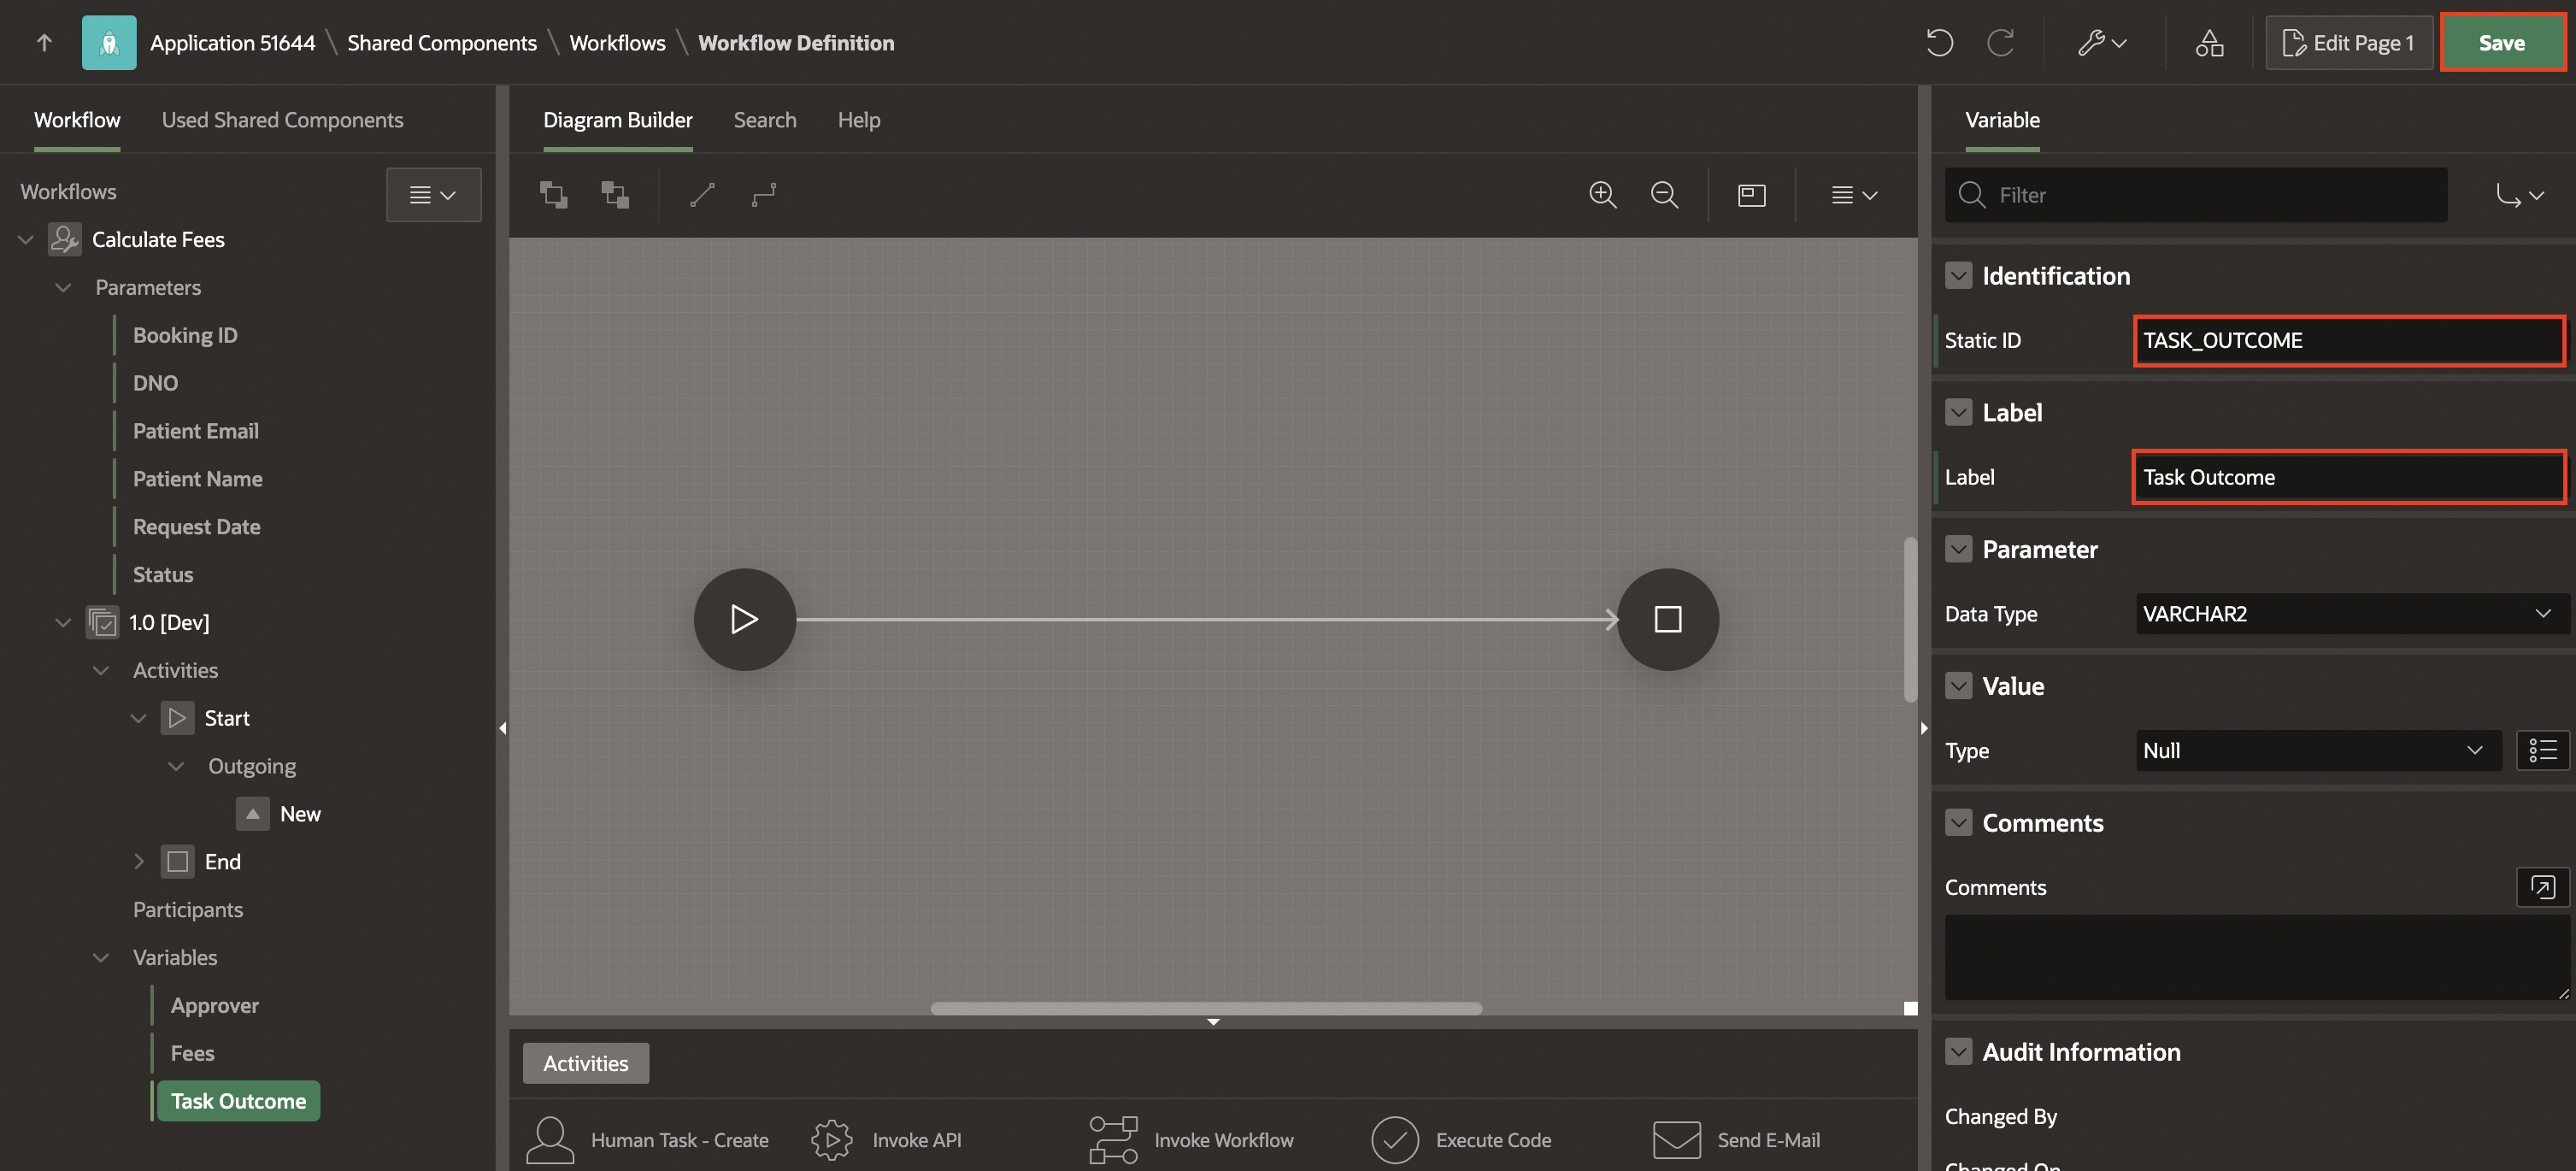 Application 51644 \ Shared Components \ Workflows \ Workflow Definition
Edit Page 1
Save
Workflow
Used Shared Components
Workflows
Calculate Fees
Parameters
Booking ID
DNO
Patient Email
Patient Name
Request Date
Status
1.0 [Dev]
Activities
Start
Outgoing
New
End
Participants
Variables
Approver
Fees
Task Outcome
Diagram Builder
Search
Help
Activities
Human Task - Create
Invoke API
Invoke Workflow
Execute Code
Send E-Mail
Variable
Filter
Identification
Static ID
TASK_OUTCOME
Label
Label
Task Outcome
Parameter
Data Type
VARCHAR2
Value
Type
Null
Comments
Comments
Audit Information
Changed By
Changed On